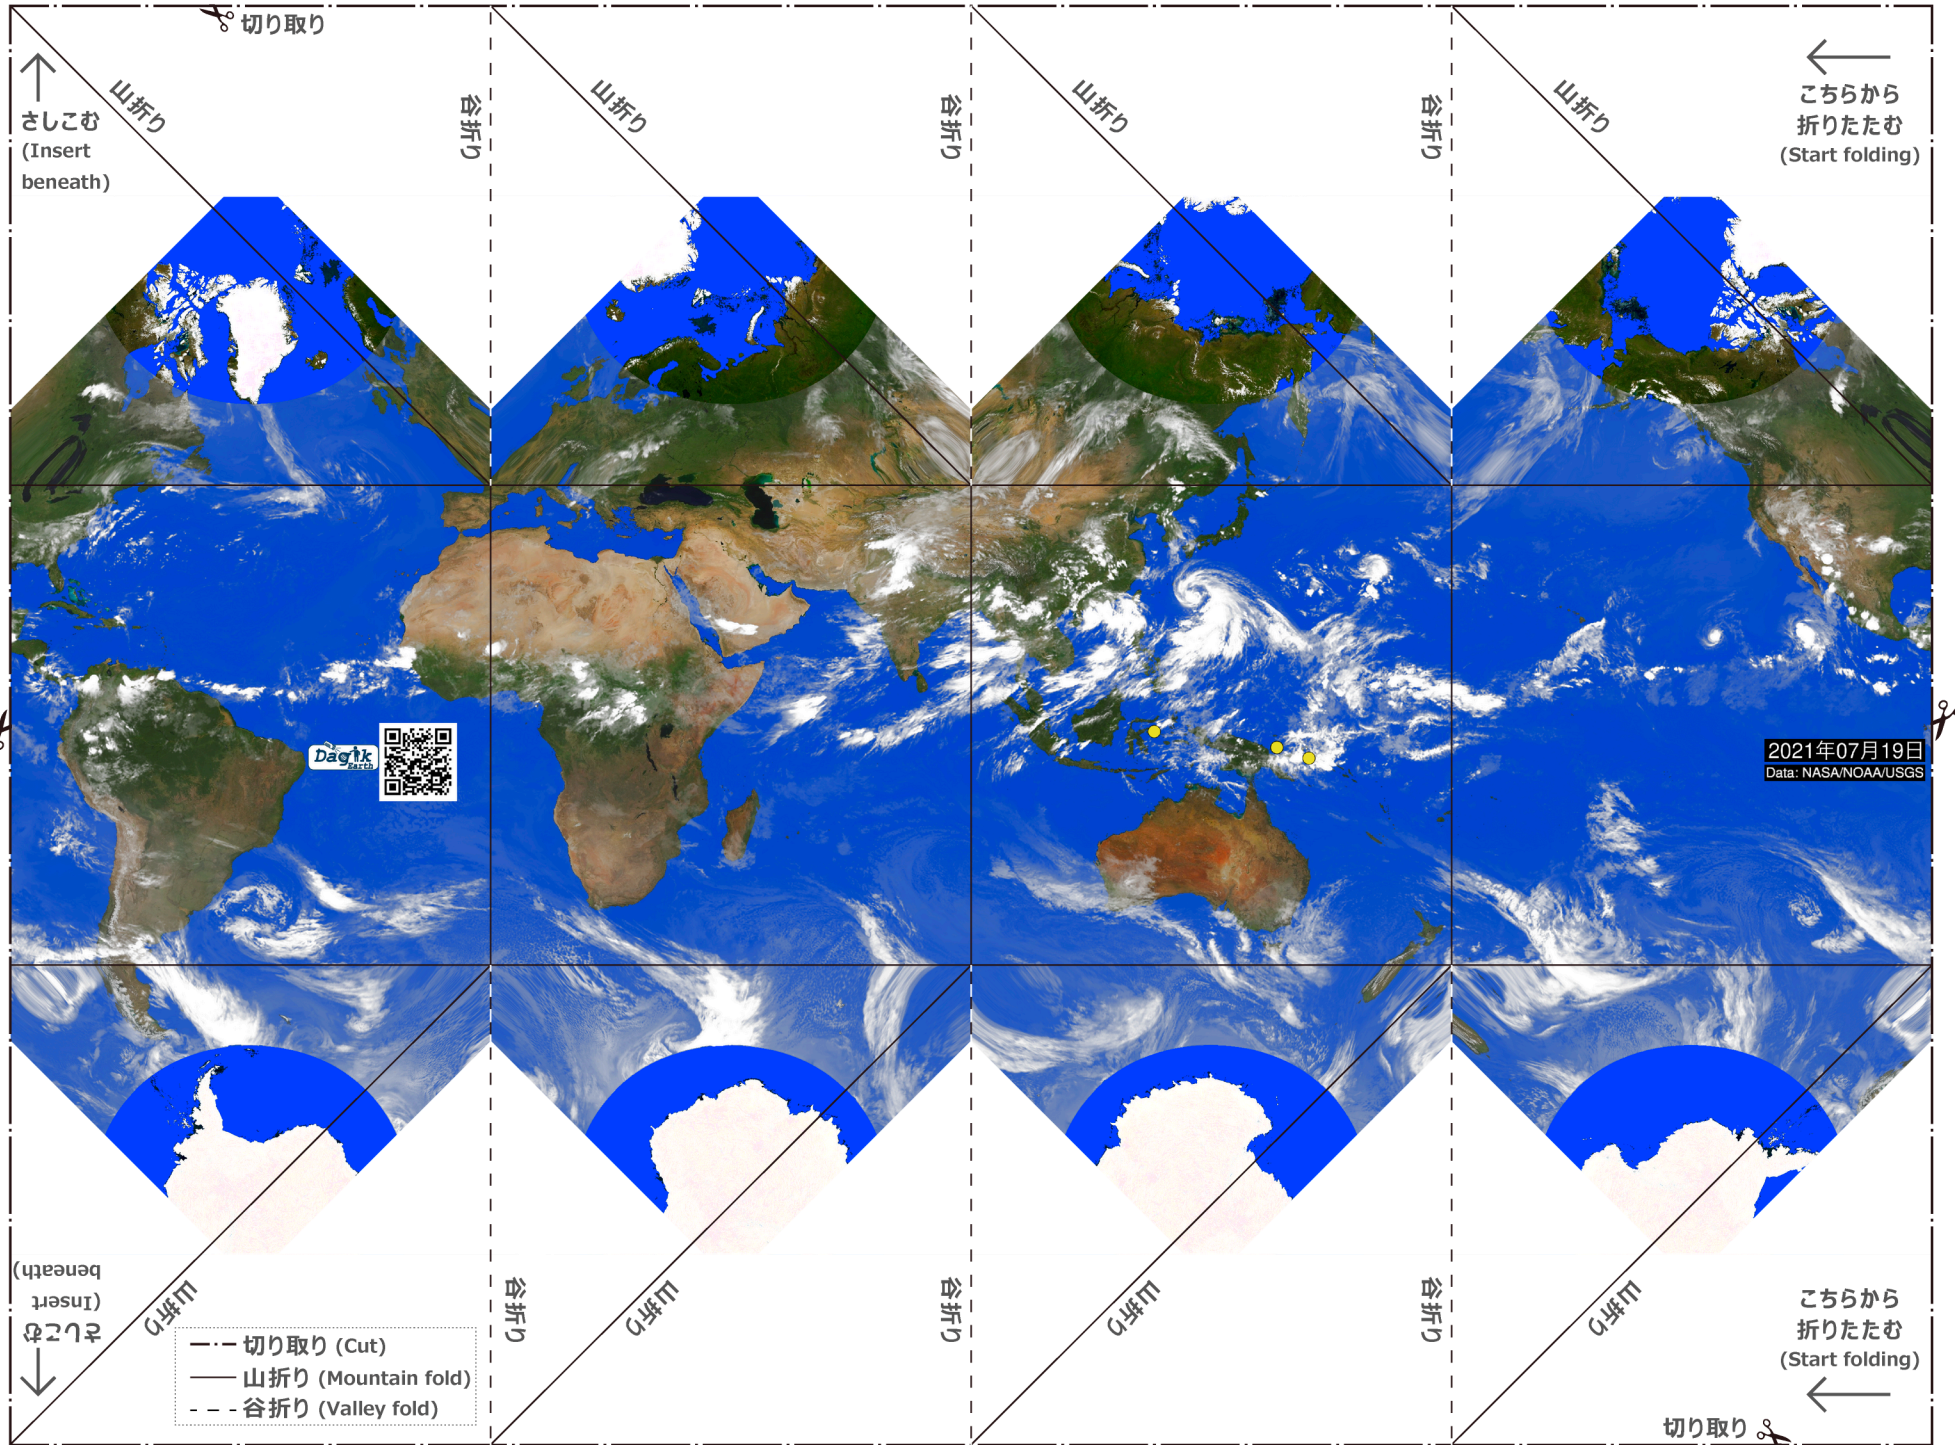 切り取り
さしこむ
(Insert
beneath)
山折り
谷折り
山折り
谷折り
山折り
谷折り
山折り
こちらから
折りたたむ
(Start folding)
Dagik
Earth
2021年07月19日
Data: NASA/NOAA/USGS
さしこむ
(Insert
beneath)
山折り
谷折り
山折り
谷折り
山折り
谷折り
山折り
こちらから
折りたたむ
(Start folding)
切り取り (Cut)
山折り (Mountain fold)
谷折り (Valley fold)
切り取り